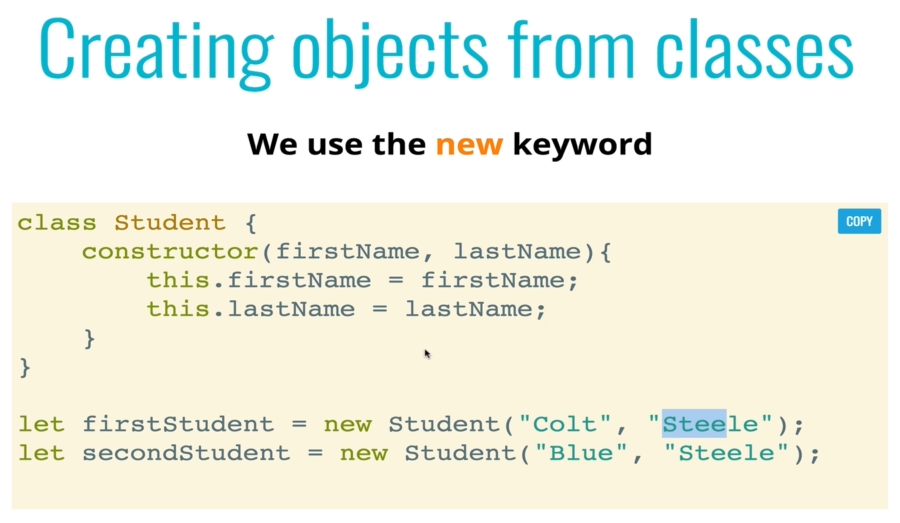 Creating objects from classes
We use the new keyword
COPY
class Student {
    constructor(firstName, lastName){
        this.firstName = firstName;
        this.lastName = lastName;
    }
}
let firstStudent = new Student("Colt", "Steele");
let secondStudent = new Student("Blue", "Steele");